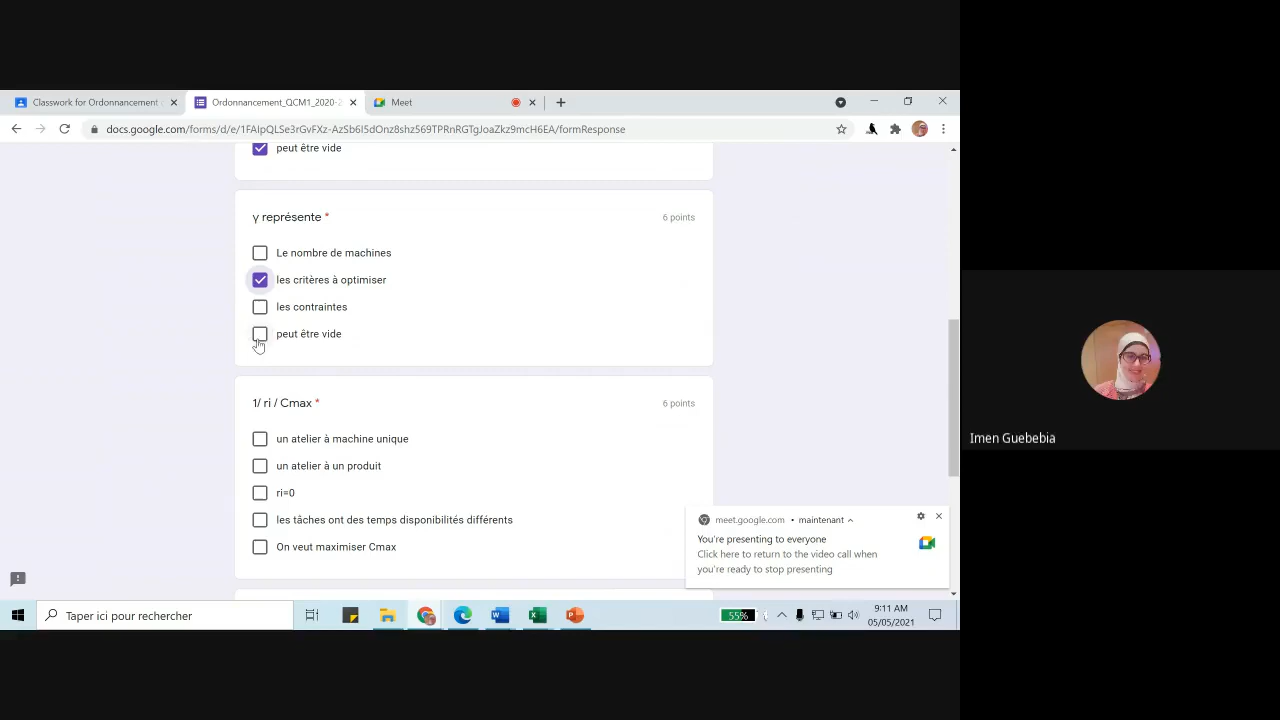 Classwork for Ordonnancement
Ordonnancement_QCM1_2020-2
Meet
docs.google.com/forms/d/e/1FAIpQLSe3rGvFXz-AzSb6I5dOnz8shz569TPRnRGTgJoaZkz9mcH6EA/formResponse
peut être vide
γ représente *
6 points
Le nombre de machines
les critères à optimiser
les contraintes
peut être vide
1/ ri / Cmax *
6 points
un atelier à machine unique
un atelier à un produit
ri=0
les tâches ont des temps disponibilités différents
On veut maximiser Cmax
meet.google.com • maintenant
You're presenting to everyone
Click here to return to the video call when
you're ready to stop presenting
Taper ici pour rechercher
55%
9:11 AM
05/05/2021
Imen Guebebia